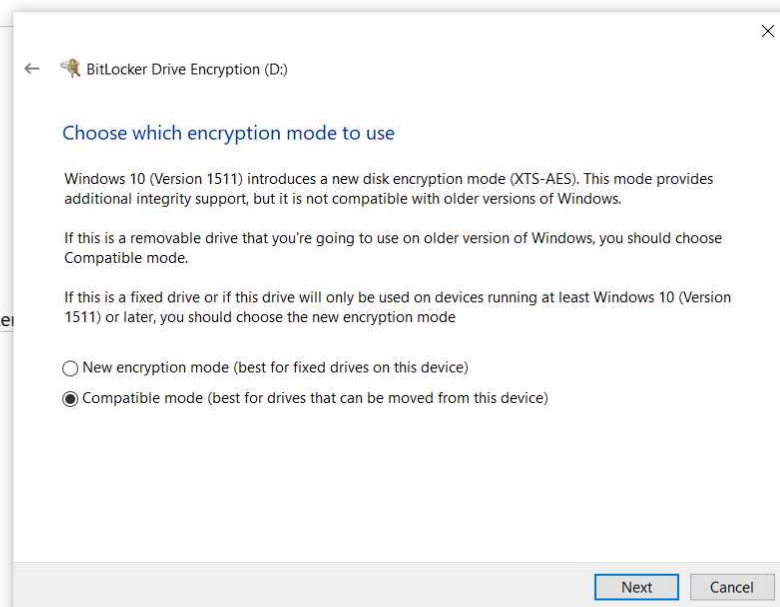 BitLocker Drive Encryption (D:)
Choose which encryption mode to use
Windows 10 (Version 1511) introduces a new disk encryption mode (XTS-AES). This mode provides
additional integrity support, but it is not compatible with older versions of Windows.
If this is a removable drive that you're going to use on older version of Windows, you should choose
Compatible mode.
If this is a fixed drive or if this drive will only be used on devices running at least Windows 10 (Version
1511) or later, you should choose the new encryption mode
New encryption mode (best for fixed drives on this device)
Compatible mode (best for drives that can be moved from this device)
Next Cancel